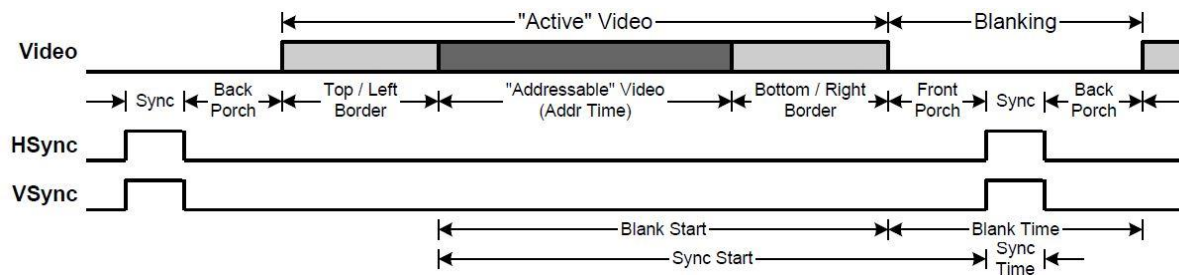 "Active" Video
Blanking
Video
Sync
Back
Porch
Top / Left
Border
"Addressable" Video
(Addr Time)
Bottom / Right
Border
Front
Porch
Sync
Back
Porch
HSync
VSync
Blank Start
Blank Time
Sync Start
Sync
Time